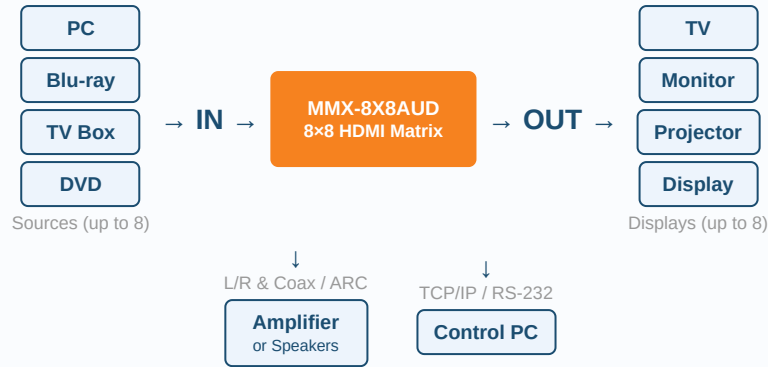 PC
Blu-ray
TV Box
DVD
Sources (up to 8)
→ IN →
MMX-8X8AUD
8×8 HDMI Matrix
→ OUT →
TV
Monitor
Projector
Display
Displays (up to 8)
↓
L/R & Coax / ARC
Amplifier
or Speakers
↓
TCP/IP / RS-232
Control PC